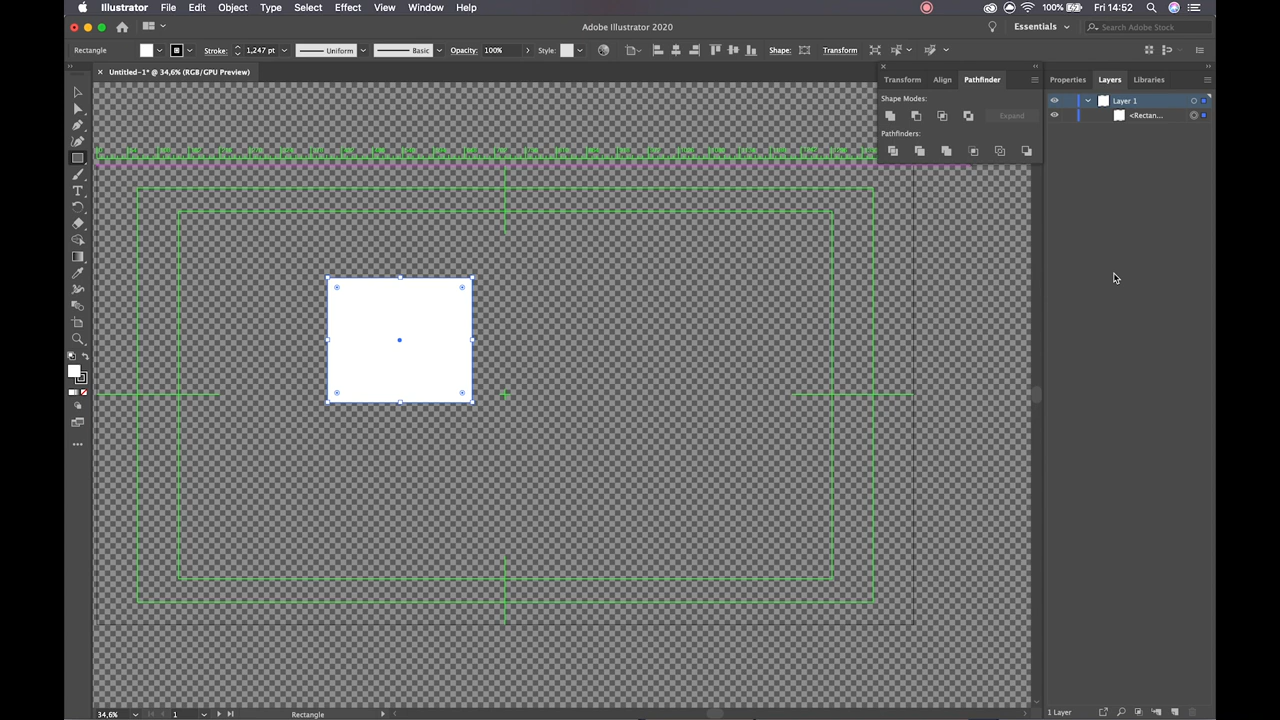 Illustrator File Edit Object Type Select Effect View Window Help 100% Fri 14:52
Adobe Illustrator 2020 Essentials Search Adobe Stock
Rectangle Stroke: 1,247 pt Uniform Basic Opacity: 100% Style: Shape: Transform
Untitled-1* @ 34,6% (RGB/GPU Preview)
Transform Align Pathfinder
Properties Layers Libraries
Shape Modes:
Layer 1
Expand
<Rectan...
Pathfinders:
34,6% 1 Rectangle
1 Layer